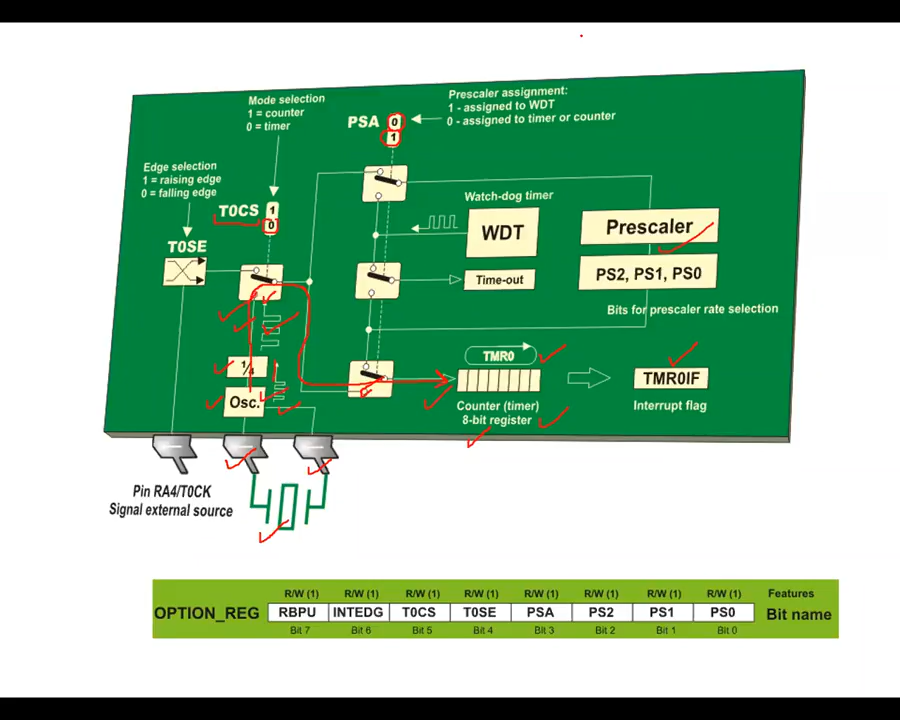 Mode selection
1 = counter
0 = timer
Prescaler assignment:
1 - assigned to WDT
0 - assigned to timer or counter
PSA
0
1
Edge selection
1 = raising edge
0 = falling edge
T0CS
1
0
T0SE
Watch-dog timer
WDT
Prescaler
PS2, PS1, PS0
Time-out
Bits for prescaler rate selection
1/4
TMR0
TMR0IF
Osc.
Counter (timer)
8-bit register
Interrupt flag
Pin RA4/T0CK
Signal external source
R/W (1) R/W (1) R/W (1) R/W (1) R/W (1) R/W (1) R/W (1) R/W (1) Features
OPTION_REG RBPU INTEDG T0CS T0SE PSA PS2 PS1 PS0 Bit name
Bit 7 Bit 6 Bit 5 Bit 4 Bit 3 Bit 2 Bit 1 Bit 0